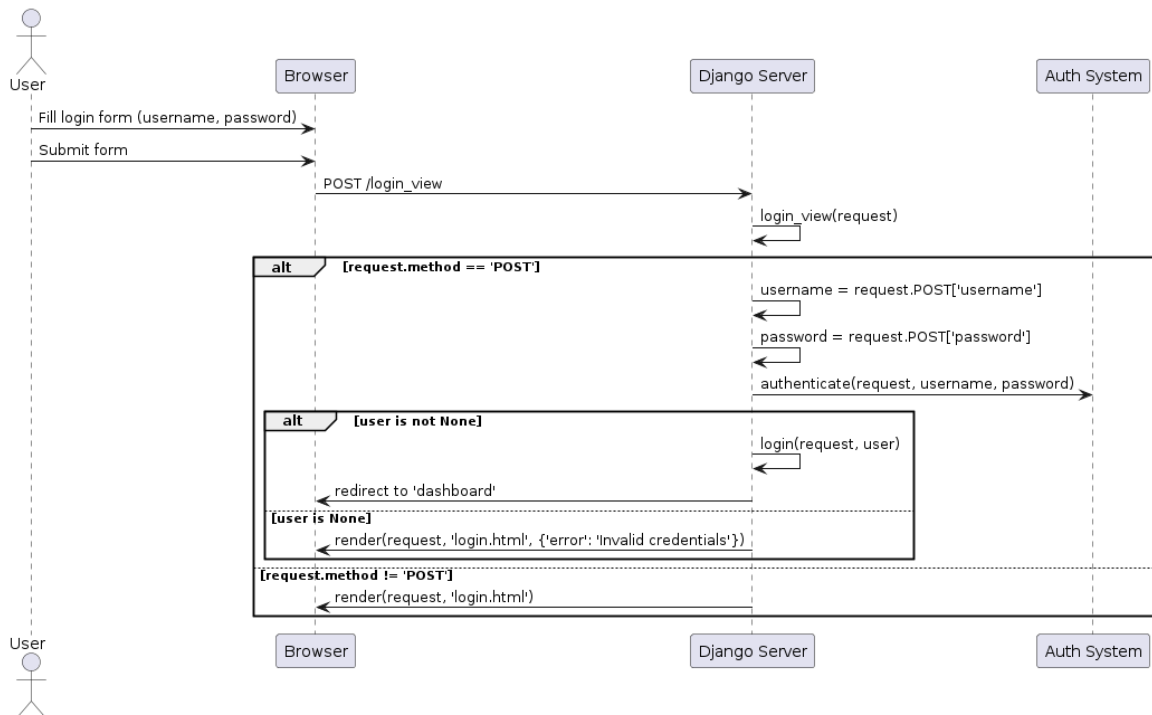 User
Browser
Django Server
Auth System
Fill login form (username, password)
Submit form
POST /login_view
login_view(request)
alt
[request.method == 'POST']
username = request.POST['username']
password = request.POST['password']
authenticate(request, username, password)
alt
[user is not None]
login(request, user)
redirect to 'dashboard'
[user is None]
render(request, 'login.html', {'error': 'Invalid credentials'})
[request.method != 'POST']
render(request, 'login.html')
User
Browser
Django Server
Auth System